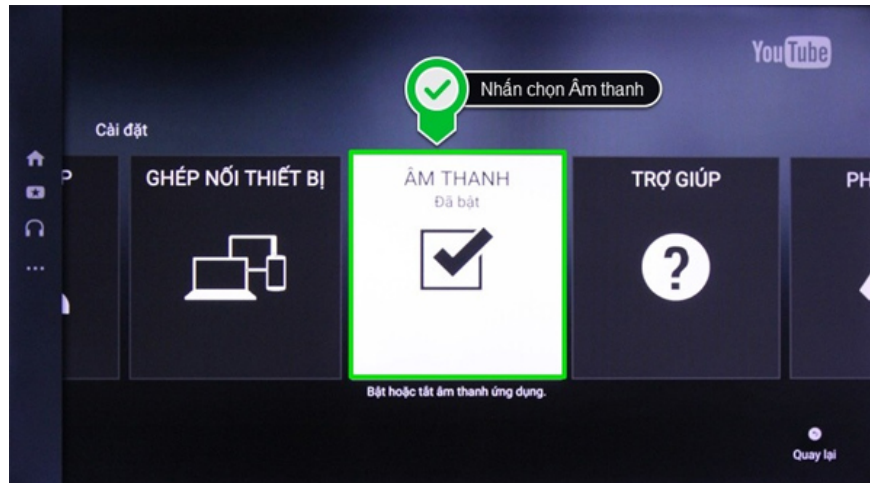 YouTube
Nhấn chọn Âm thanh
Cài đặt
GHÉP NỐI THIẾT BỊ
ÂM THANH
Đã bật
TRỢ GIÚP
Bật hoặc tắt âm thanh ứng dụng.
Quay lại